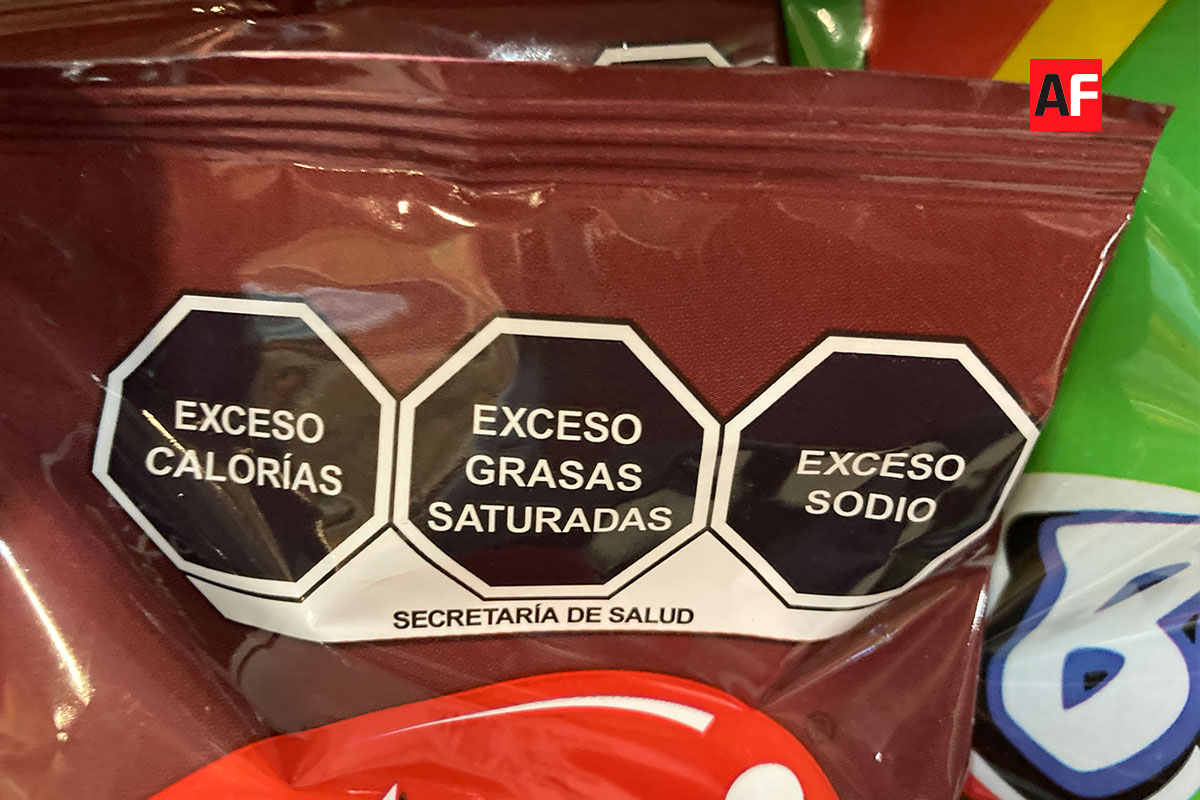 AF
EXCESO
CALORÍAS
EXCESO
GRASAS
SATURADAS
EXCESO
SODIO
SECRETARÍA DE SALUD